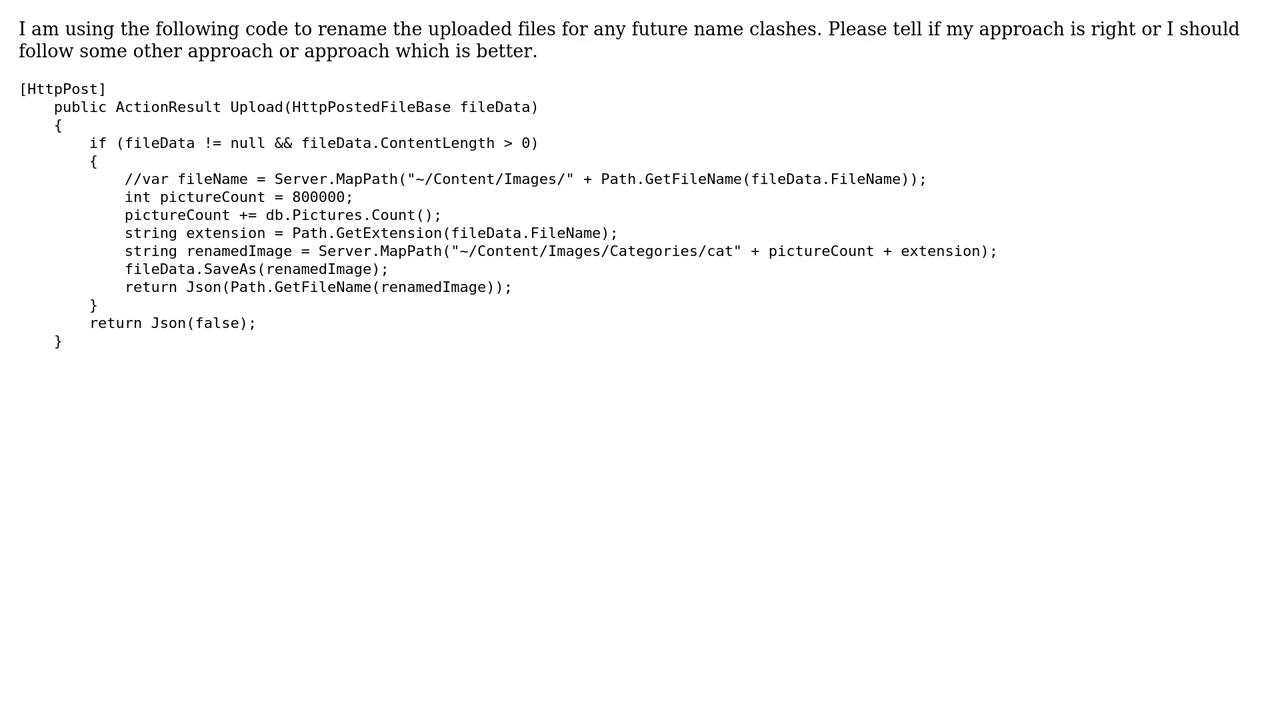 I am using the following code to rename the uploaded files for any future name clashes. Please tell if my approach is right or I should
follow some other approach or approach which is better.
[HttpPost]
    public ActionResult Upload(HttpPostedFileBase fileData)
    {
        if (fileData != null && fileData.ContentLength > 0)
        {
            //var fileName = Server.MapPath("~/Content/Images/" + Path.GetFileName(fileData.FileName));
            int pictureCount = 800000;
            pictureCount += db.Pictures.Count();
            string extension = Path.GetExtension(fileData.FileName);
            string renamedImage = Server.MapPath("~/Content/Images/Categories/cat" + pictureCount + extension);
            fileData.SaveAs(renamedImage);
            return Json(Path.GetFileName(renamedImage));
        }
        return Json(false);
    }